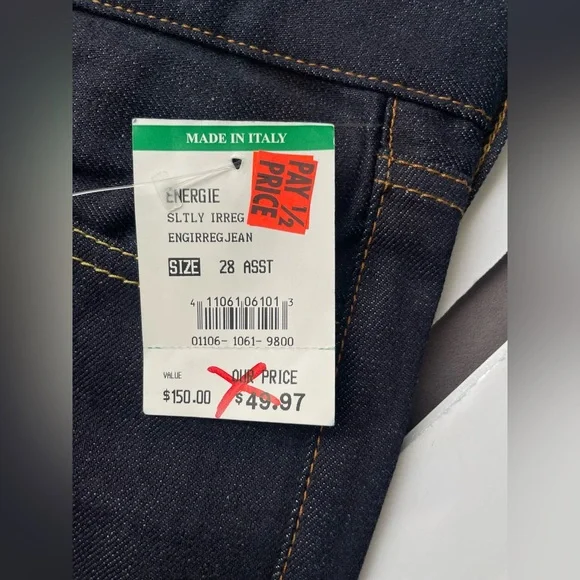 MADE IN ITALY
PAY ½
PRICE
ENERGIE
SLTLY IRREG
ENGIRREGJEAN
SIZE 28 ASST
4 11061 06101 3
01106- 1061- 9800
VALUE OUR PRICE
$150.00 $49.97